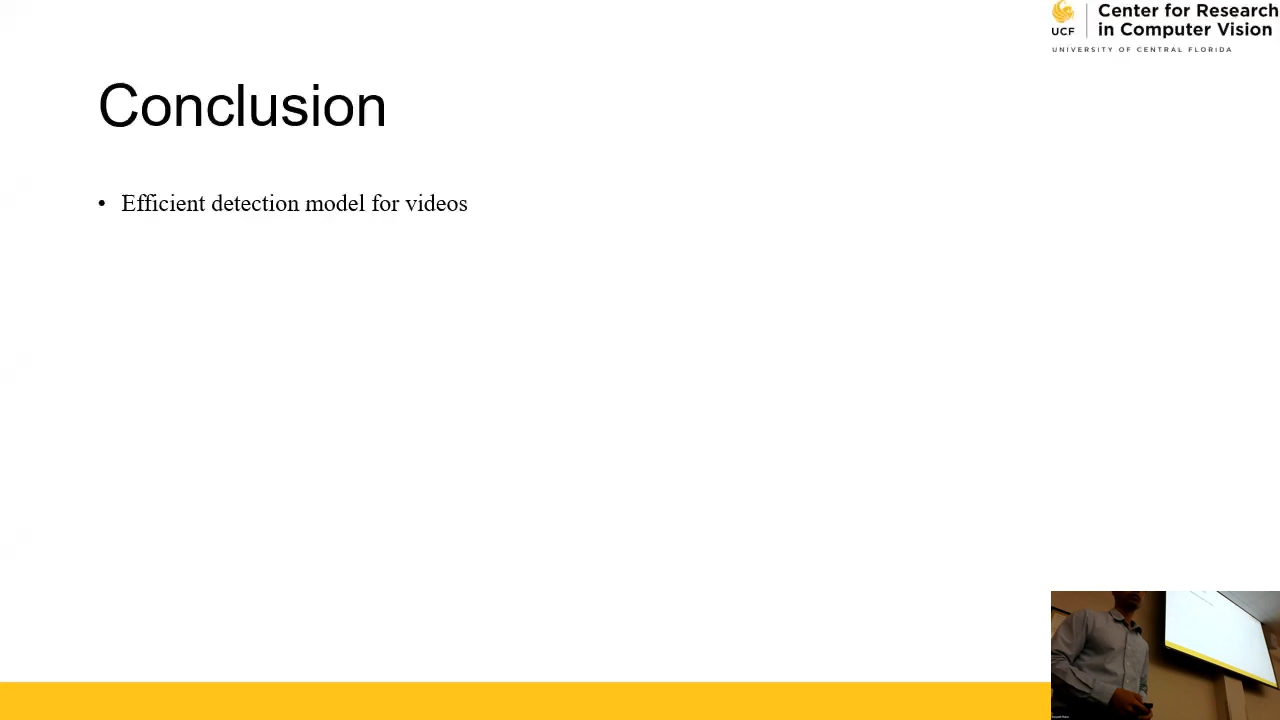 Center for Research
in Computer Vision
UCF
UNIVERSITY OF CENTRAL FLORIDA
Conclusion
• Efficient detection model for videos